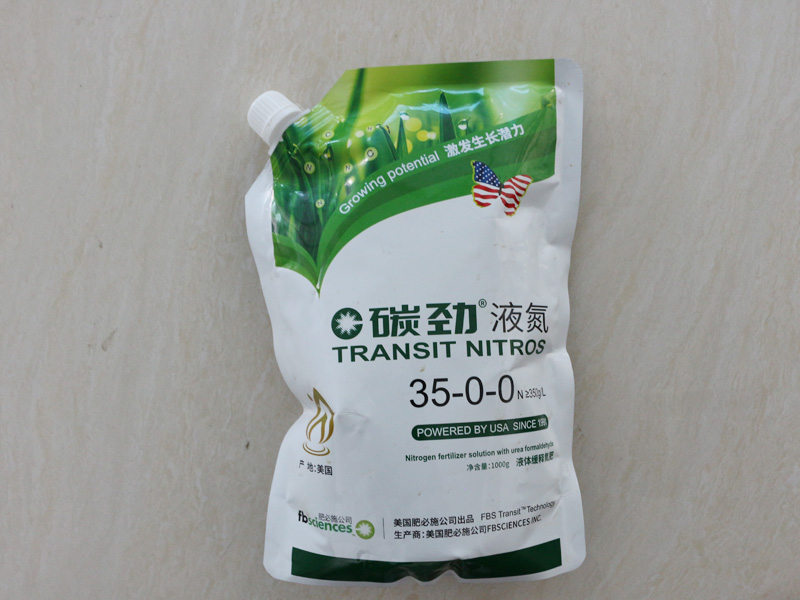 Growing potential 激发生长潜力
碳劲® 液氮
TRANSIT NITROS
35-0-0 N ≥350g/L
POWERED BY USA SINCE
Nitrogen fertilizer solution with urea formaldehyde
净含量:1000g 液体缓释氮肥
产 地:美国
肥必施公司
fbsciences™
美国肥必施公司出品 FBS Transit™ Technology
生产商:美国肥必施公司FBSCIENCES INC.